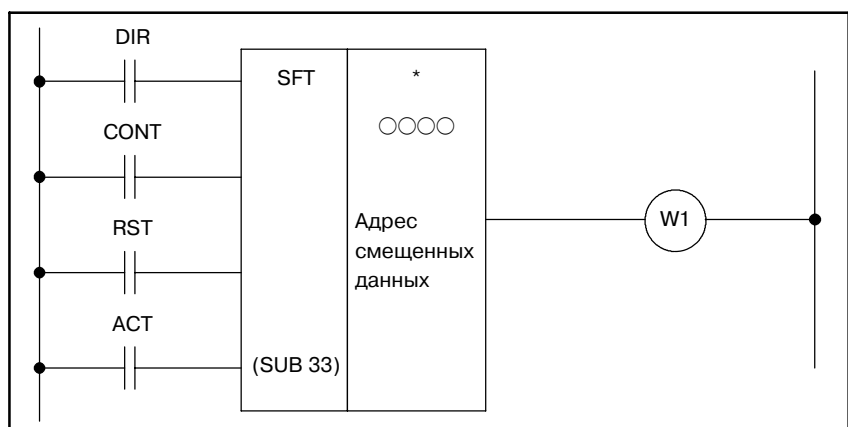 DIR
SFT
*
○○○○
CONT
RST
Адрес
смещенных
данных
W1
ACT
(SUB 33)